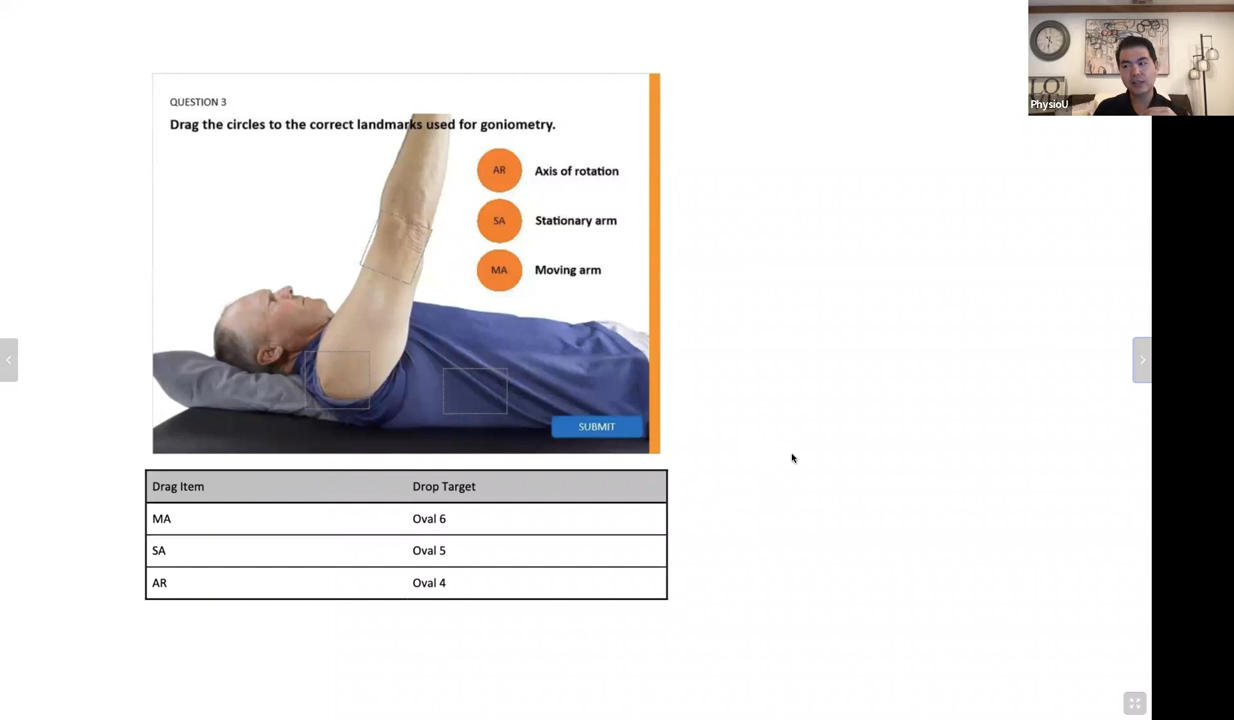 PhysioU
QUESTION 3
Drag the circles to the correct landmarks used for goniometry.
AR Axis of rotation
SA Stationary arm
MA Moving arm
SUBMIT
Drag Item Drop Target
MA Oval 6
SA Oval 5
AR Oval 4